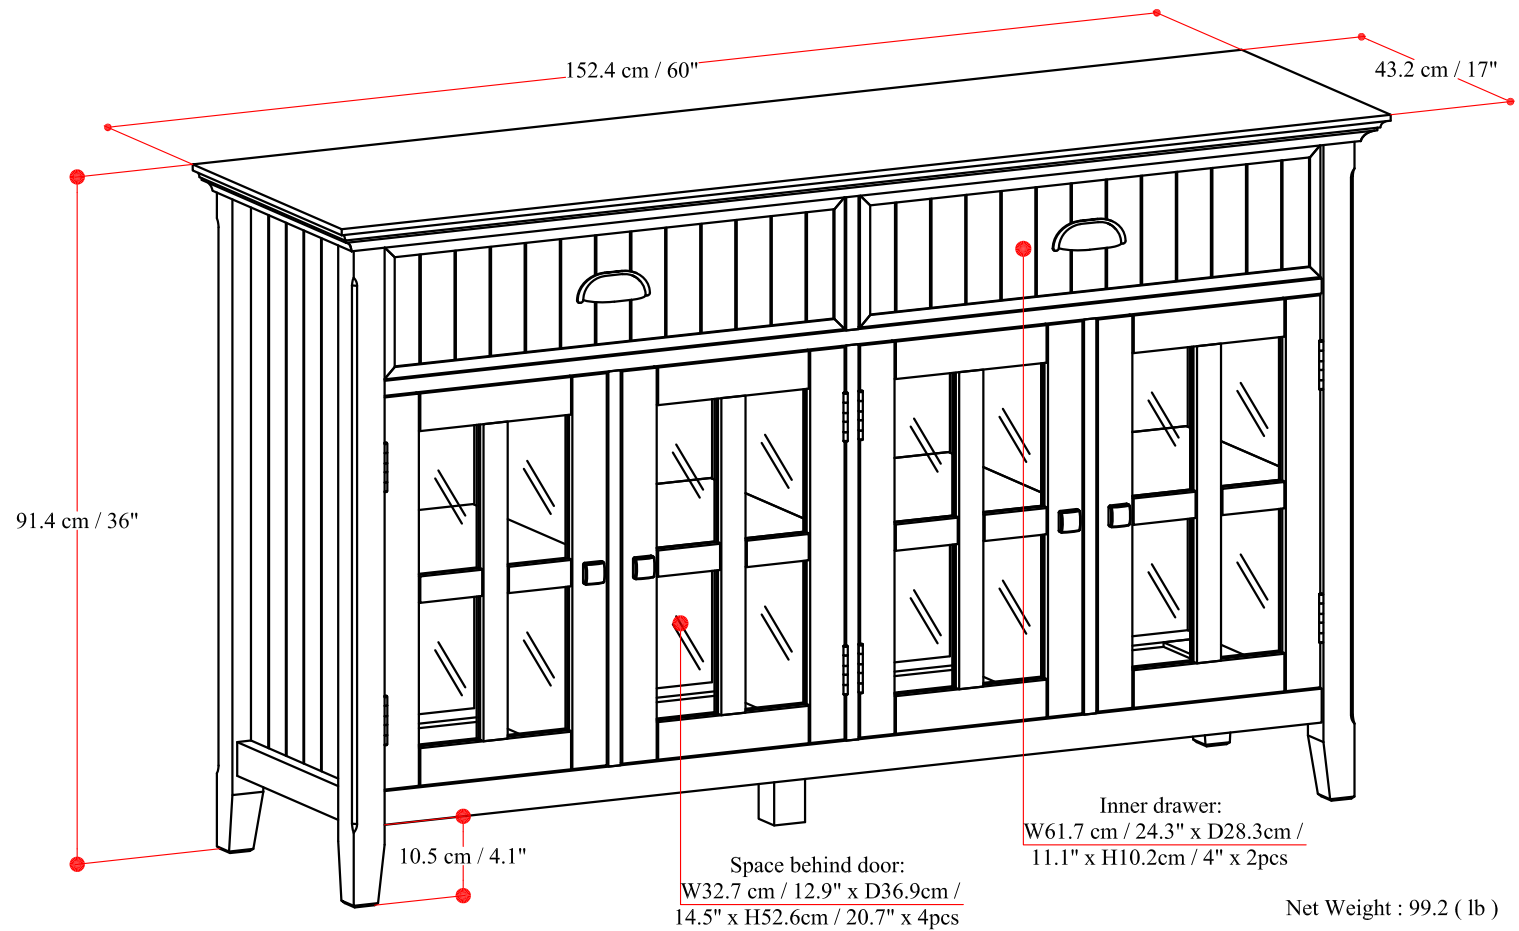 152.4 cm / 60"
43.2 cm / 17"
91.4 cm / 36"
10.5 cm / 4.1"
Space behind door:
W32.7 cm / 12.9" x D36.9cm /
14.5" x H52.6cm / 20.7" x 4pcs
Inner drawer:
W61.7 cm / 24.3" x D28.3cm /
11.1" x H10.2cm / 4" x 2pcs
Net Weight : 99.2 ( lb )